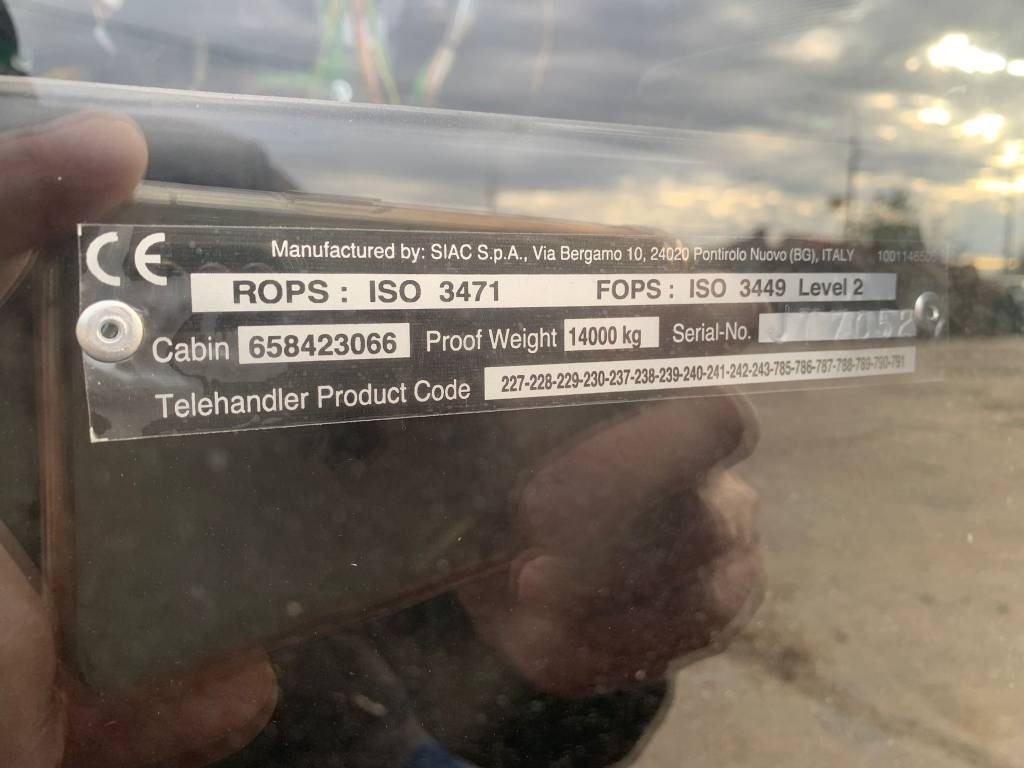 CE Manufactured by: SIAC S.p.A., Via Bergamo 10, 24020 Pontirolo Nuovo (BG), ITALY
ROPS : ISO 3471 FOPS : ISO 3449 Level 2
Cabin 658423066 Proof Weight 14000 kg Serial-No.
Telehandler Product Code 227-228-229-230-237-238-239-240-241-242-243-785-786-787-788-789-790-791